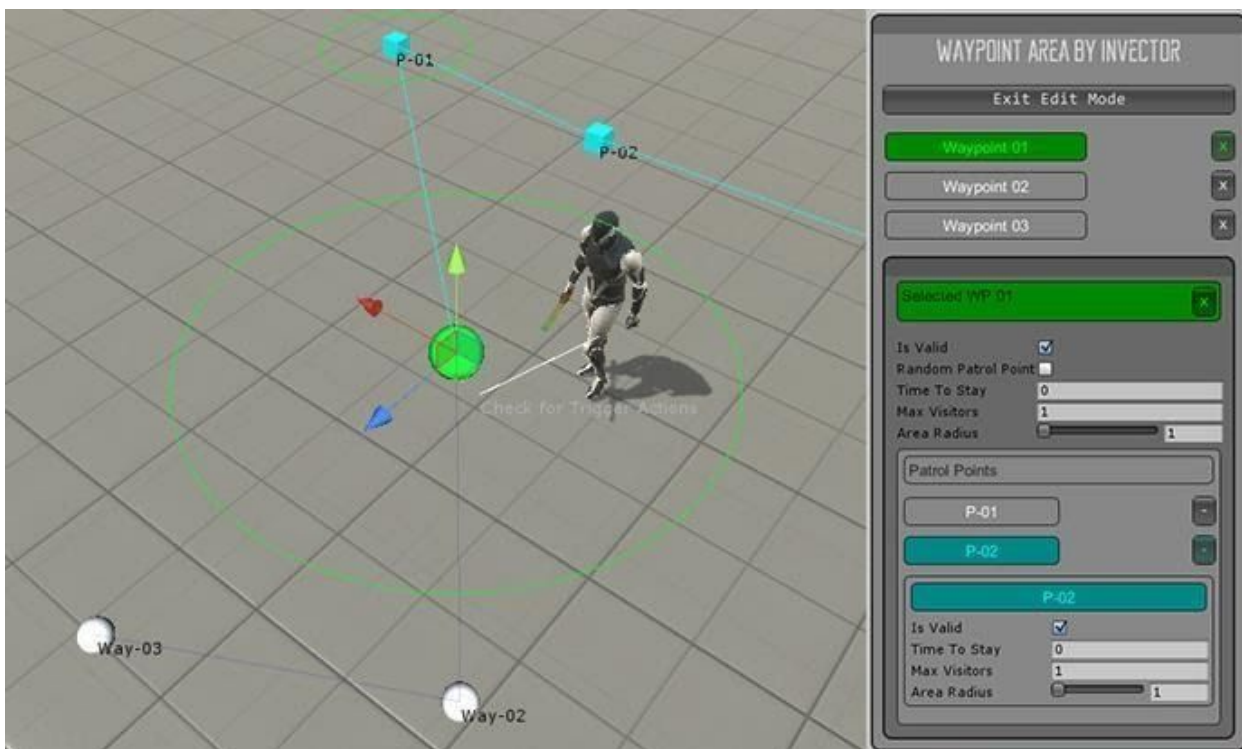 P-01
P-02
Check for Trigger Actions
Way-03
Way-02
WAYPOINT AREA BY INVECTOR
Exit Edit Mode
Waypoint 01 X
Waypoint 02 X
Waypoint 03 X
Selected WP 01 X
Is Valid
Random Patrol Point
Time To Stay 0
Max Visitors 1
Area Radius 1
Patrol Points
P-01 -
P-02 -
P-02
Is Valid
Time To Stay 0
Max Visitors 1
Area Radius 1